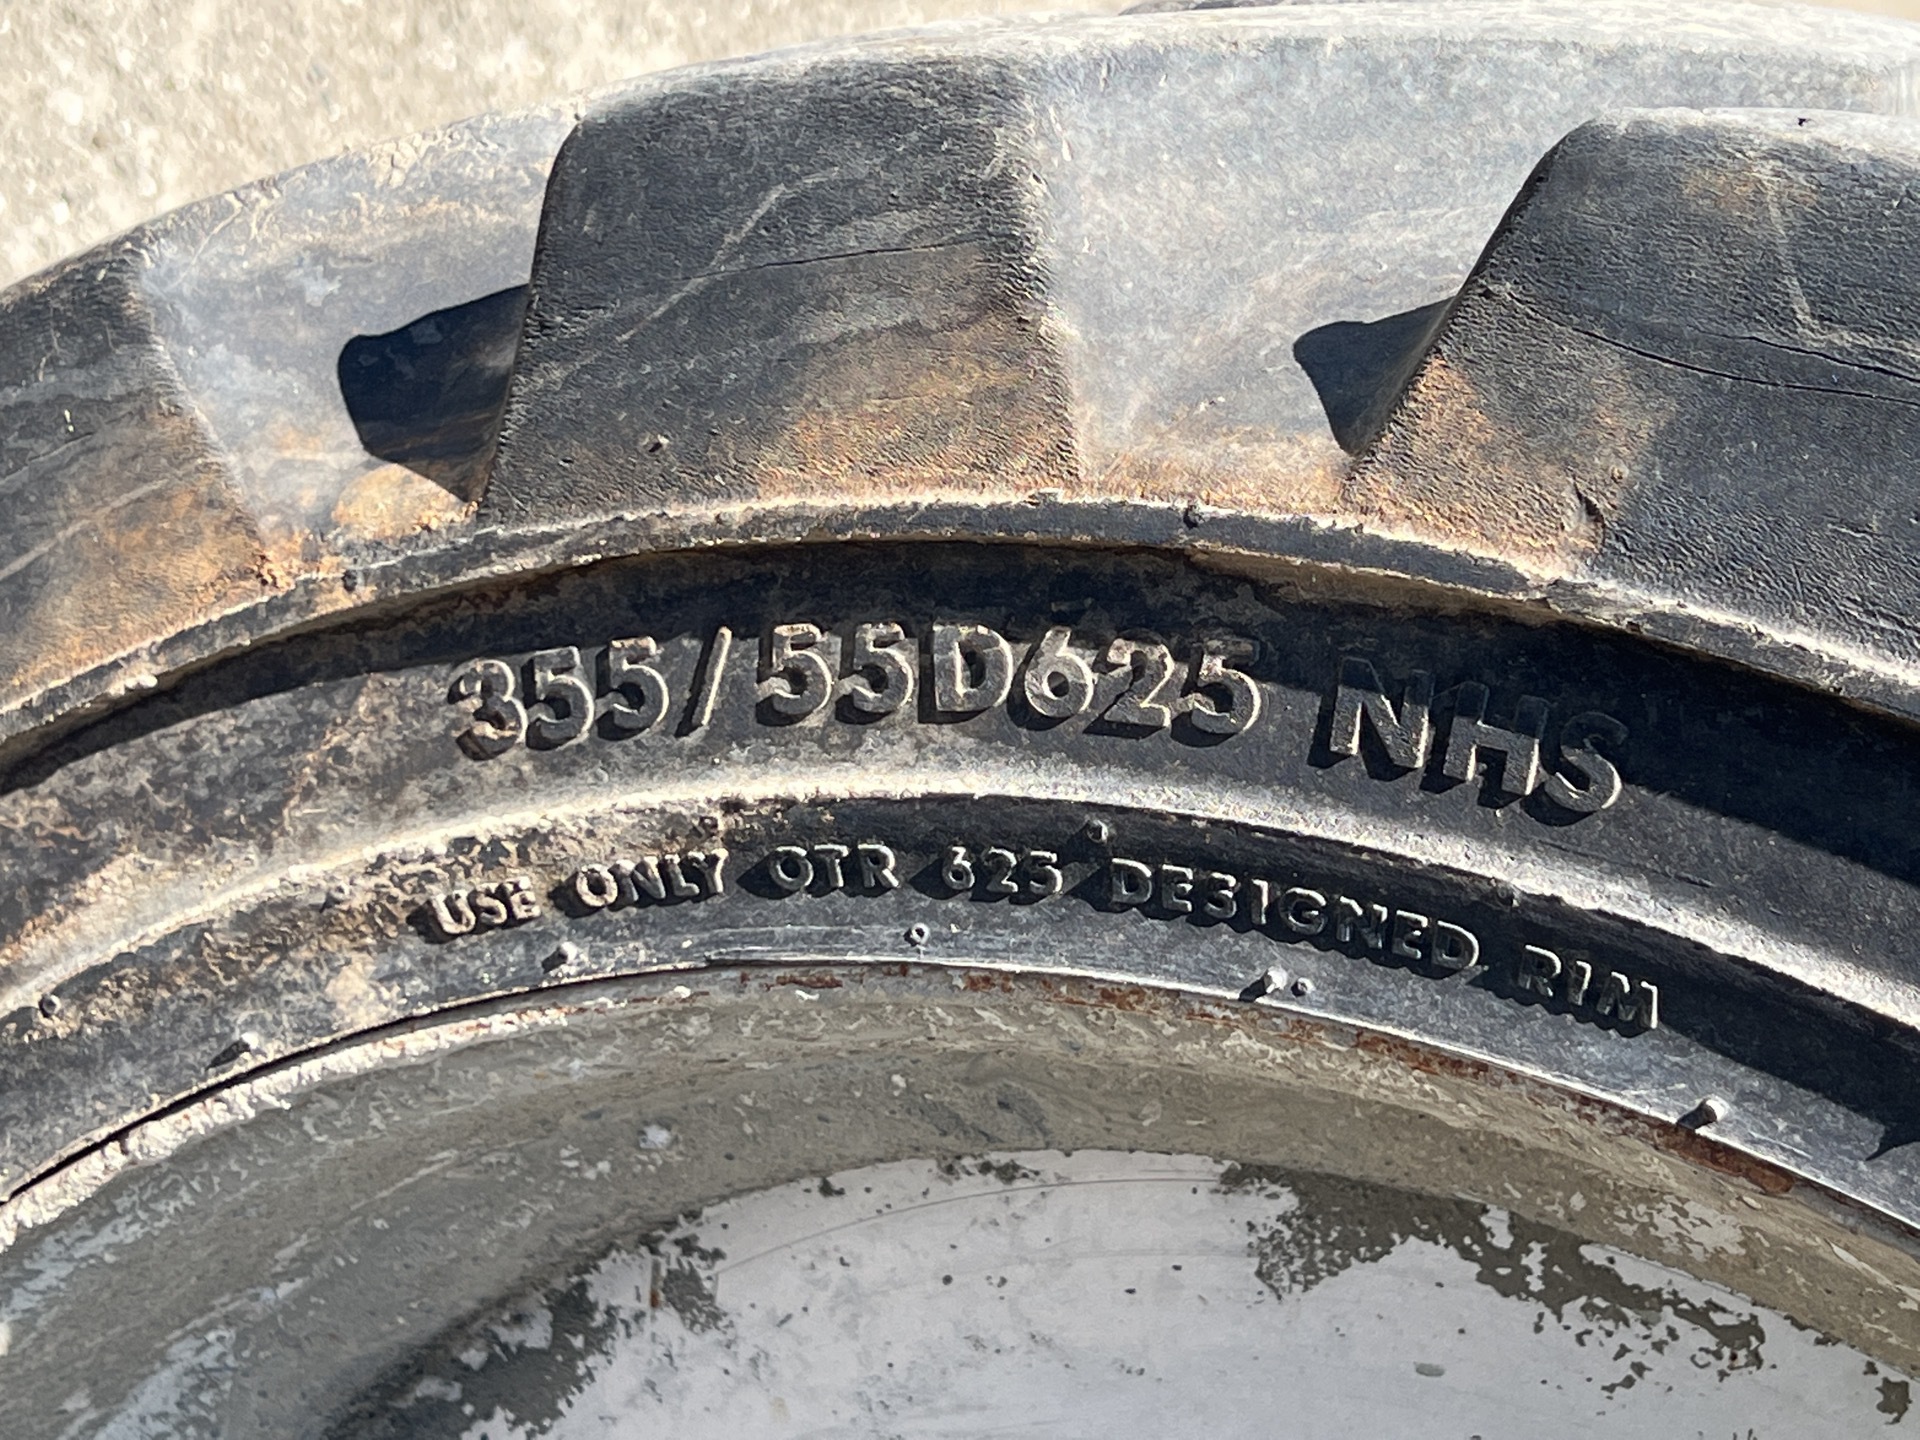 355/55D625 NHS
USE ONLY OTR 625 DESIGNED RIM